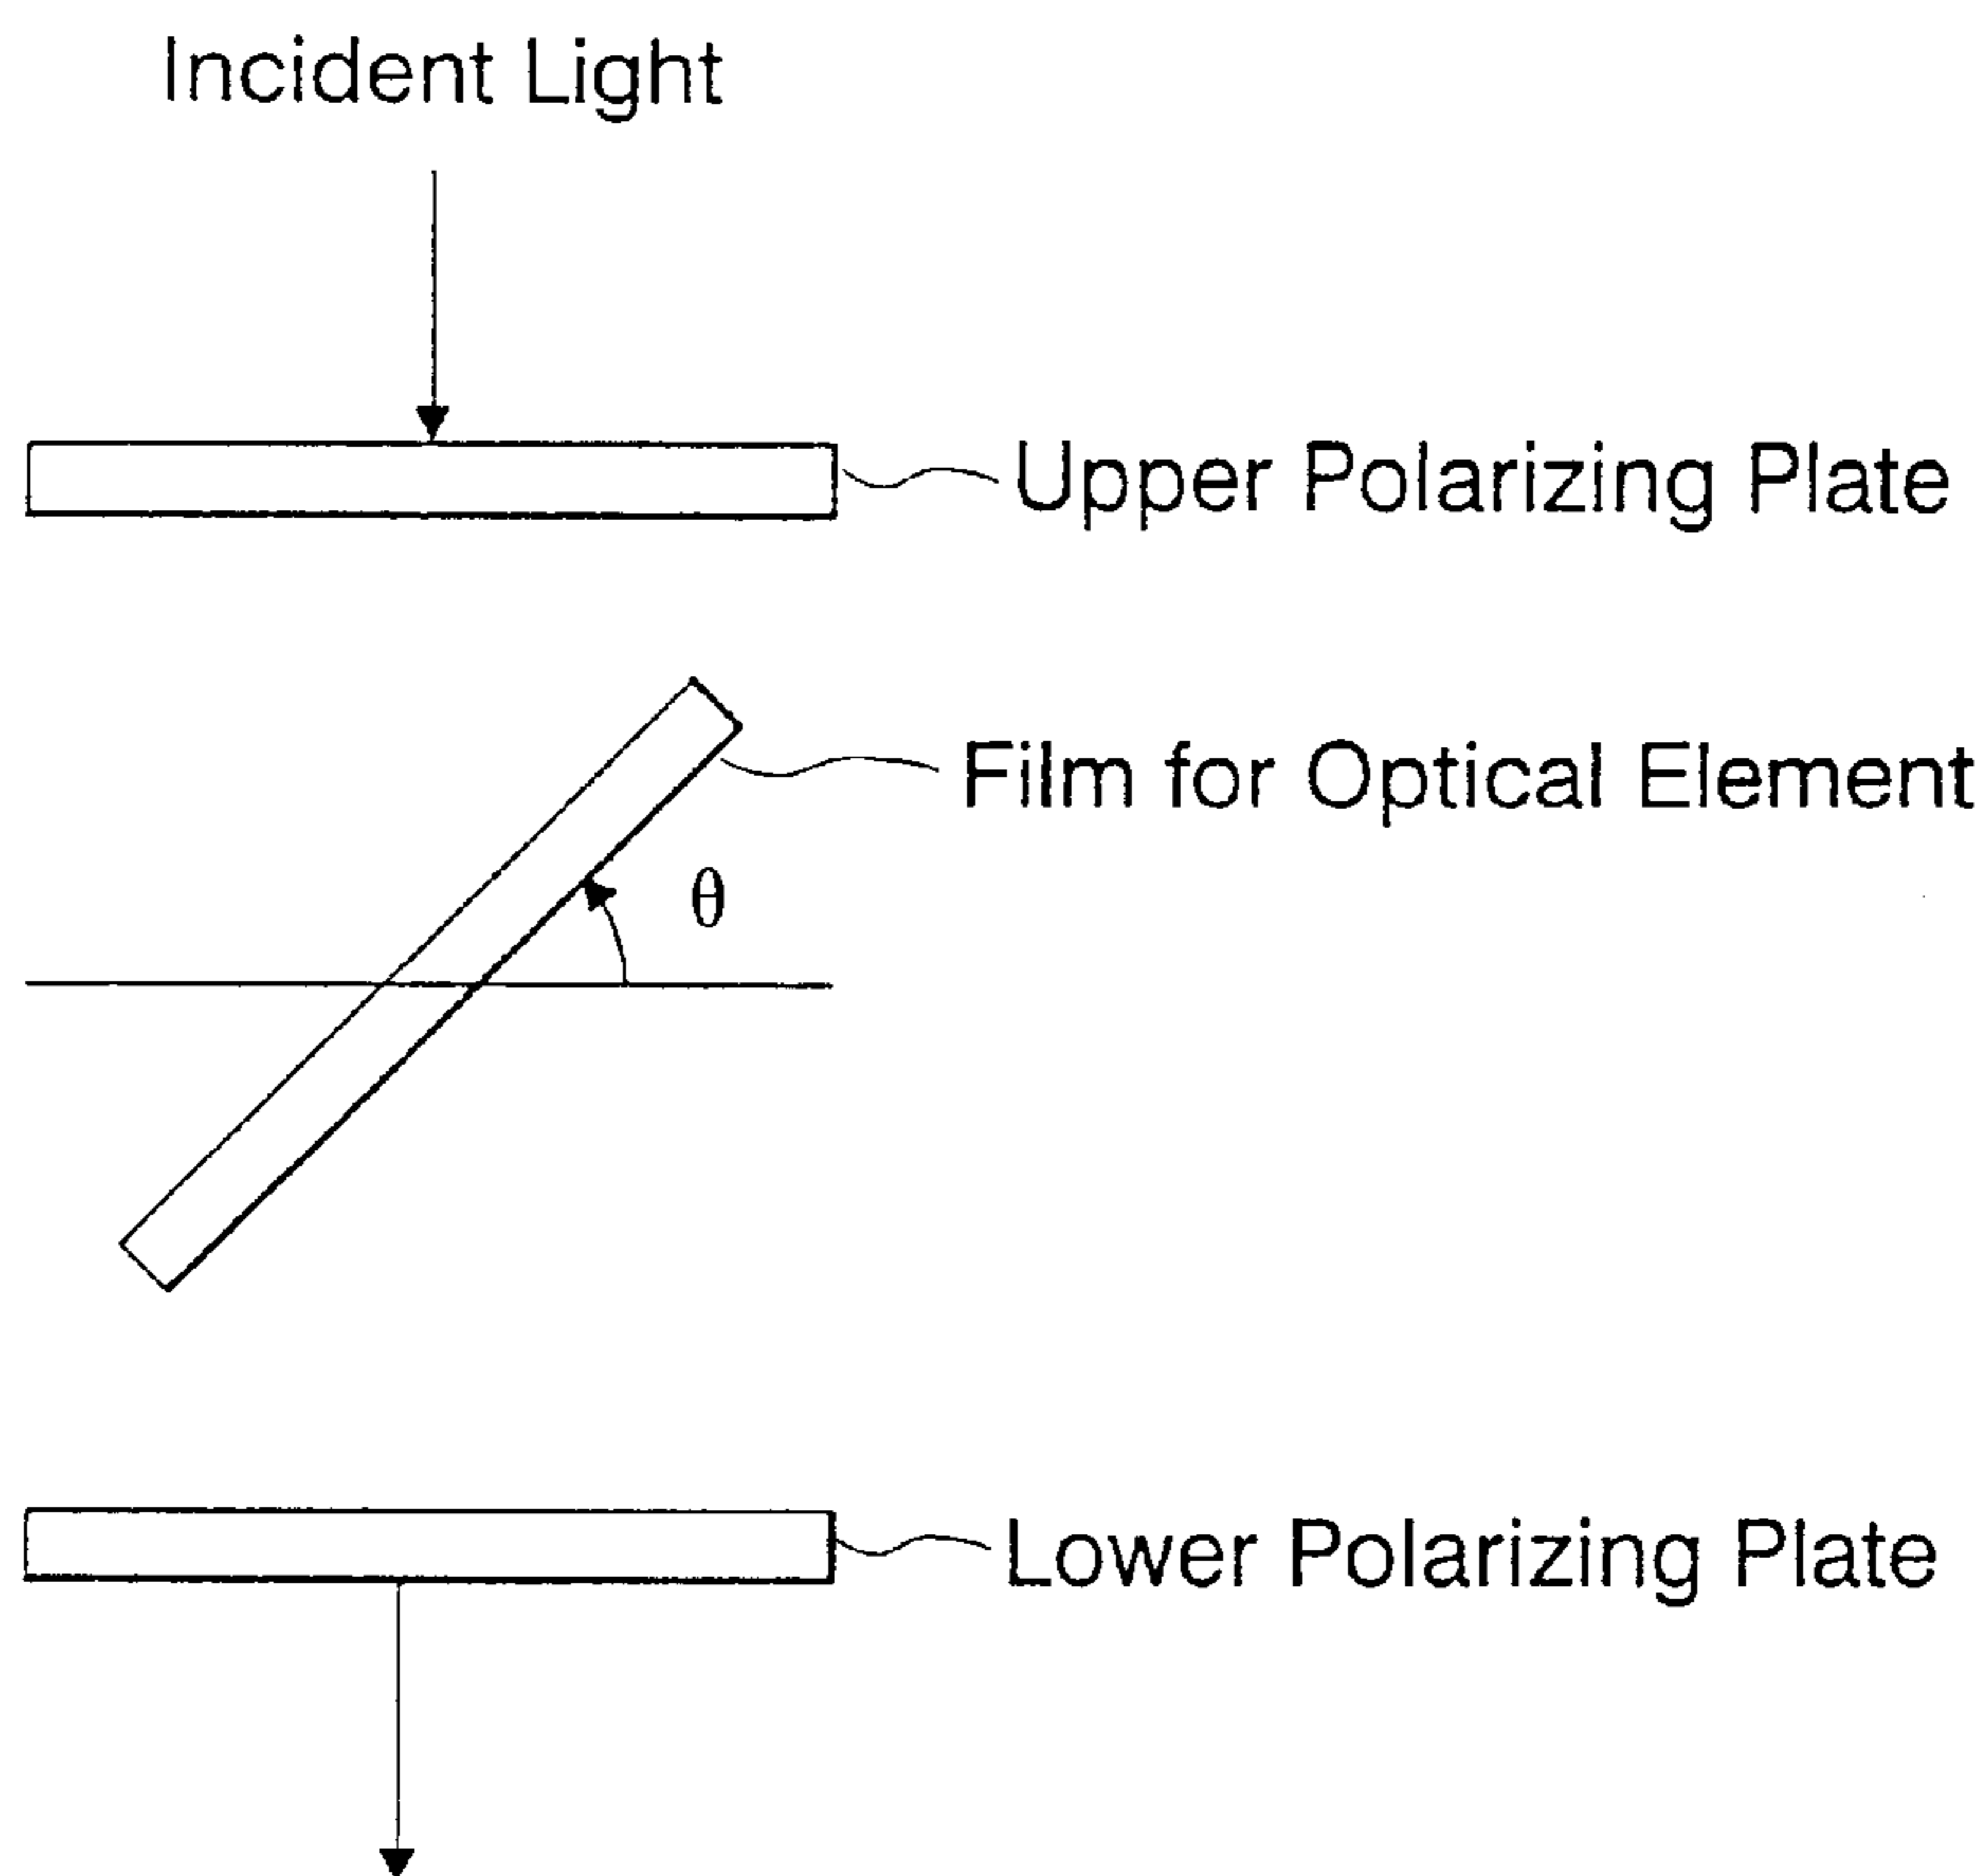 Incident Light
Upper Polarizing Plate
Film for Optical Element
θ
Lower Polarizing Plate